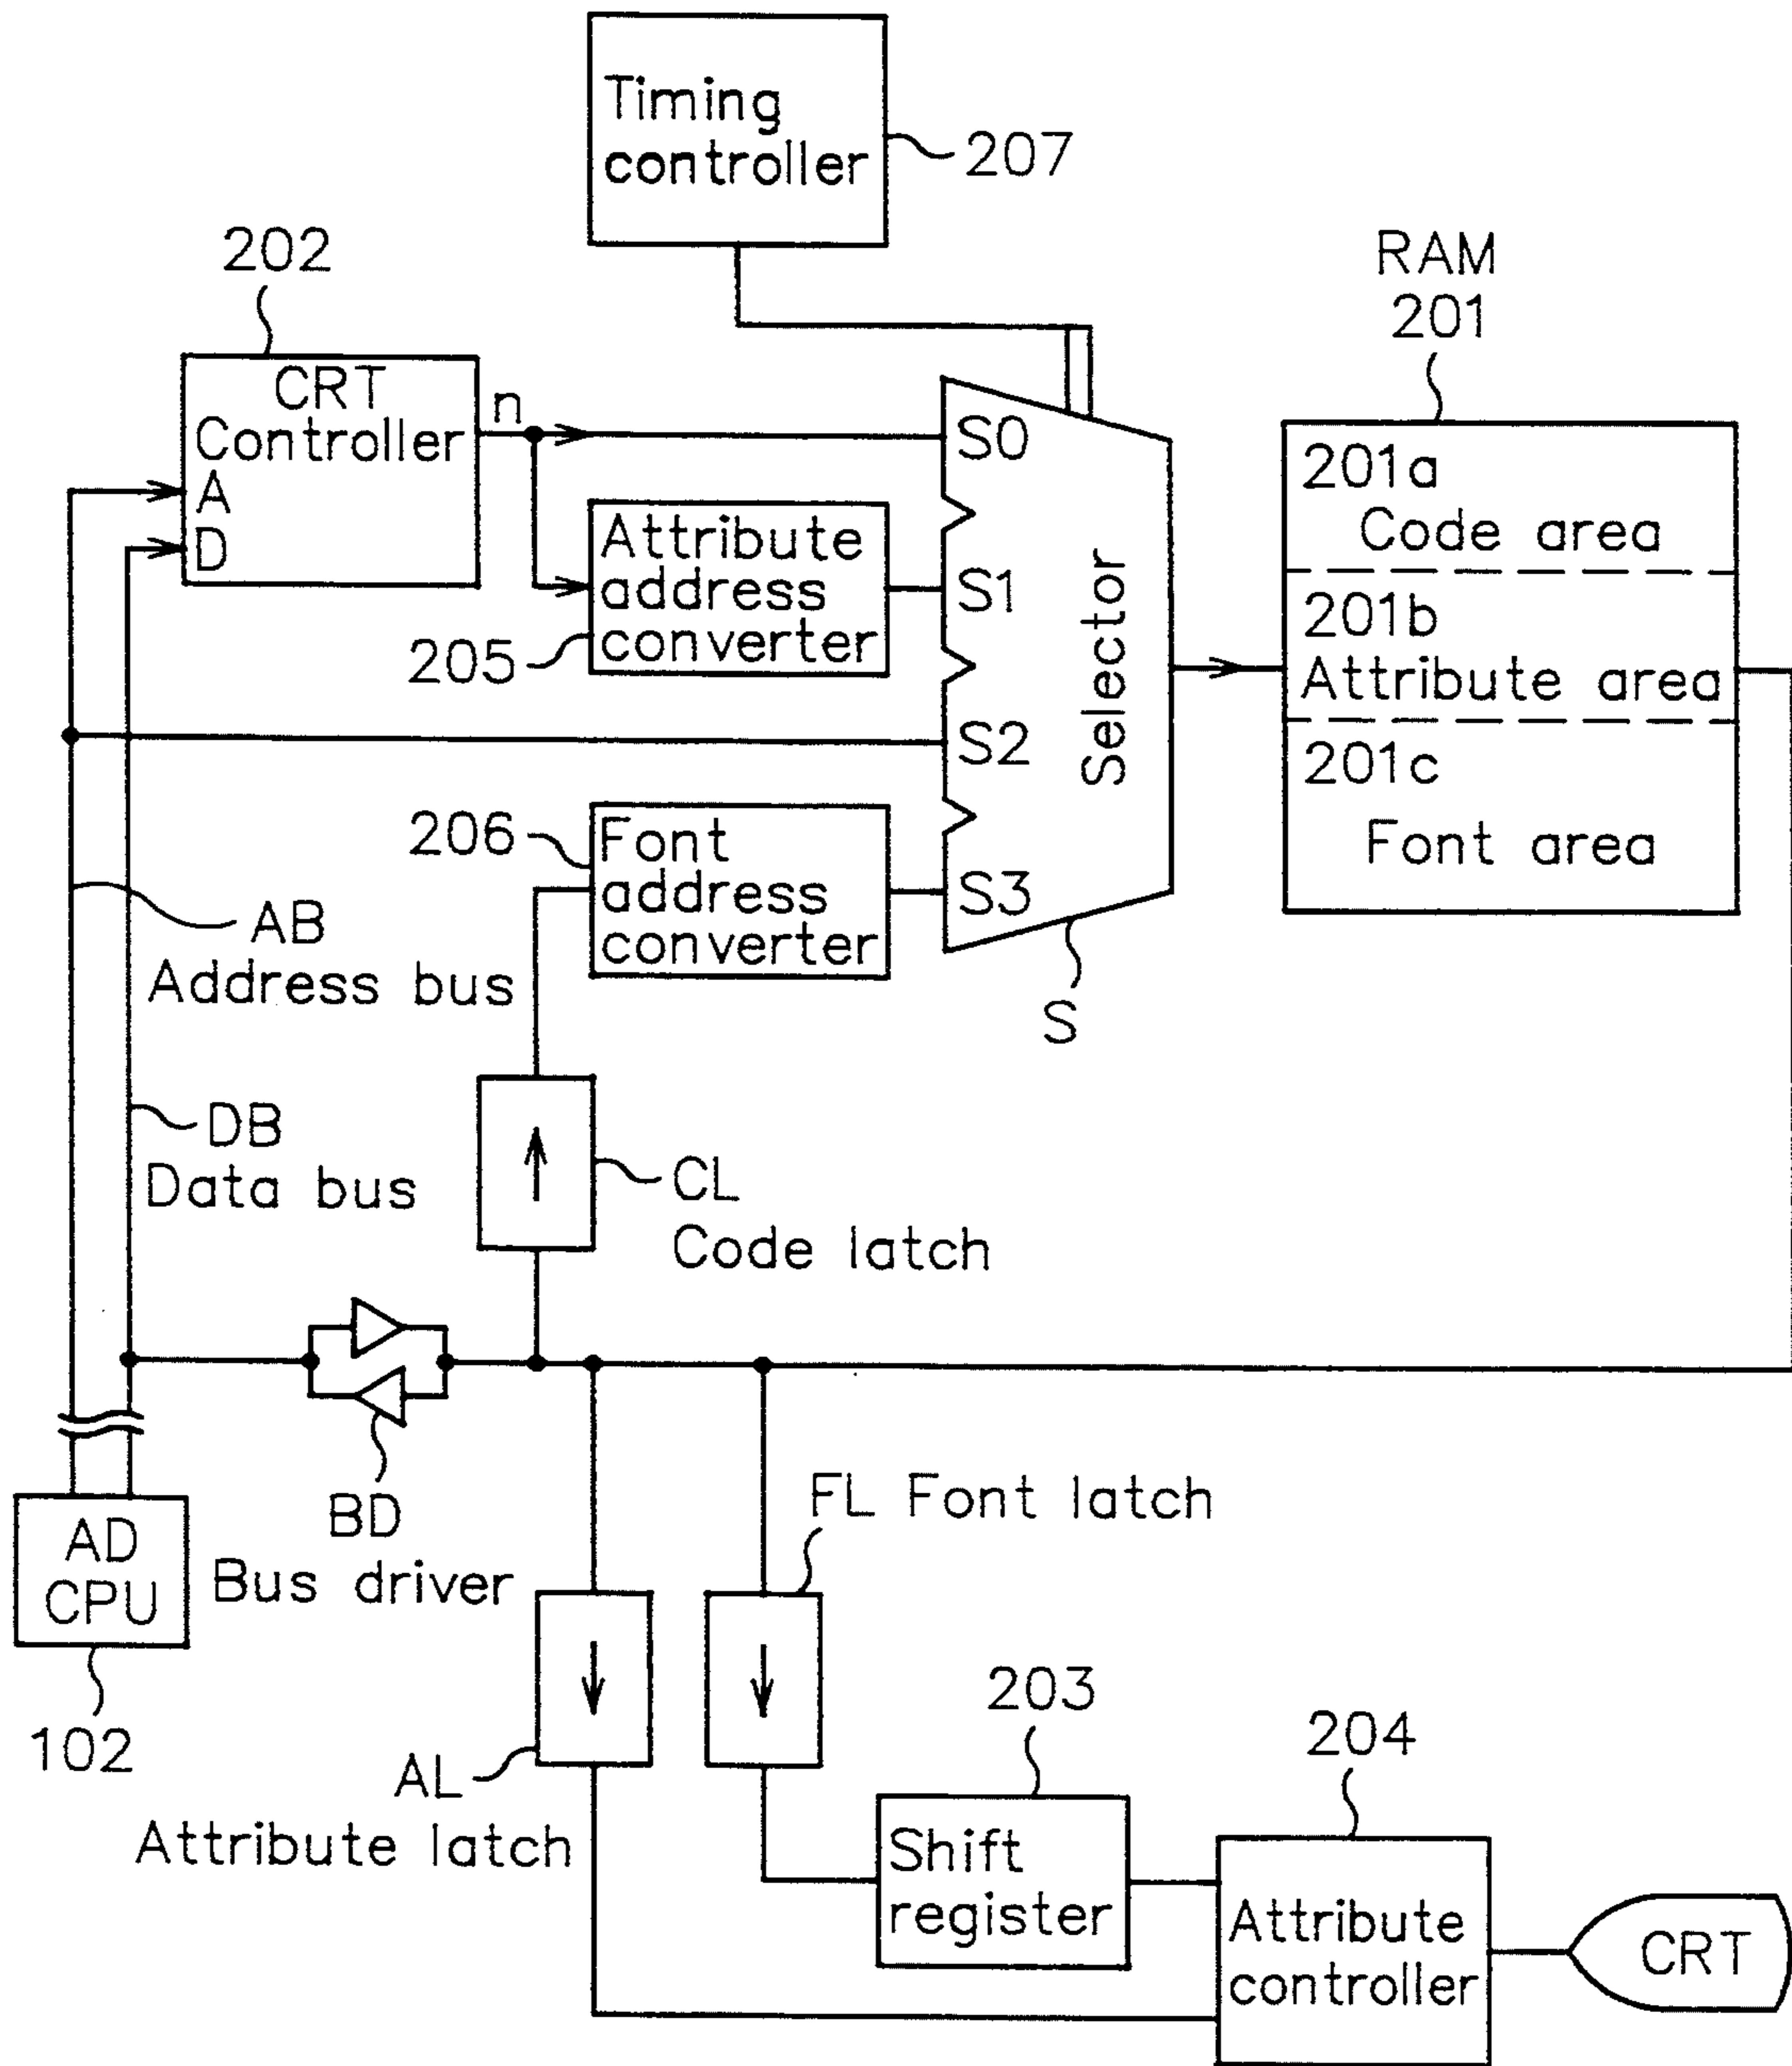 Timing
controller
207
202
RAM
201
CRT
Controller
A
D
n
S0
S1
S2
S3
Selector
S
201a
Code area
201b
Attribute area
201c
Font area
Attribute
address
converter
205
206
Font
address
converter
AB
Address bus
DB
Data bus
CL
Code latch
BD
Bus driver
AD
CPU
102
FL Font latch
AL
Attribute latch
203
Shift
register
204
Attribute
controller
CRT